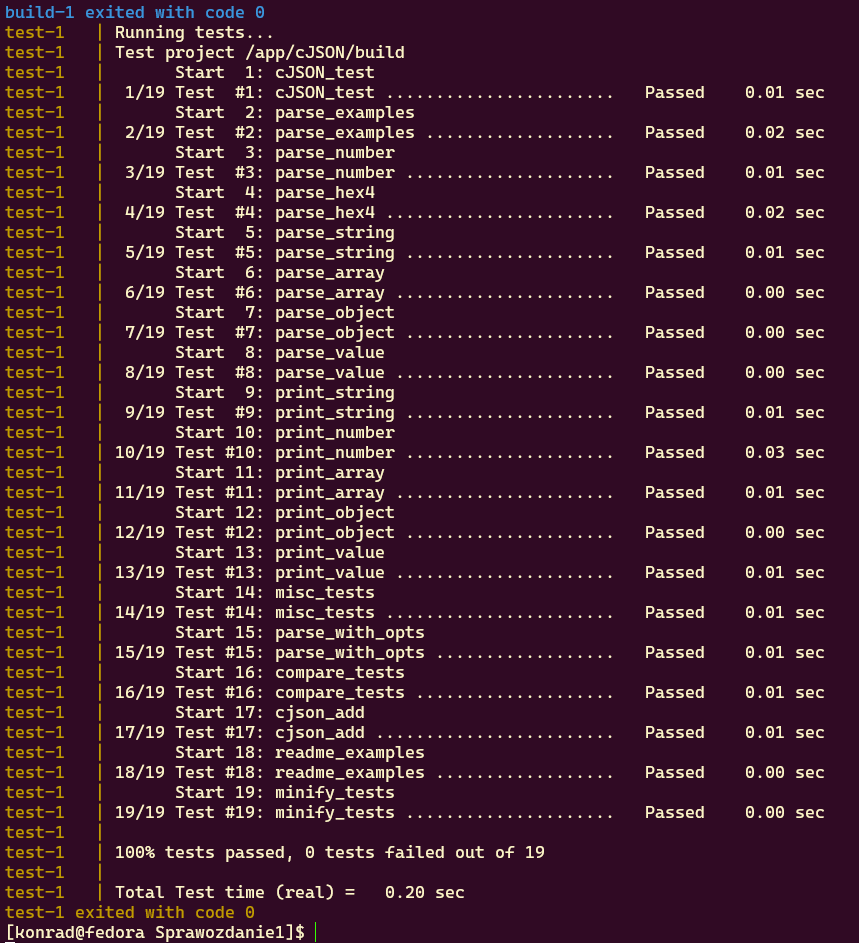 build-1 exited with code 0
test-1   | Running tests...
test-1   | Test project /app/cJSON/build
test-1   |       Start  1: cJSON_test
test-1   |  1/19 Test  #1: cJSON_test .......................   Passed    0.01 sec
test-1   |       Start  2: parse_examples
test-1   |  2/19 Test  #2: parse_examples ...................   Passed    0.02 sec
test-1   |       Start  3: parse_number
test-1   |  3/19 Test  #3: parse_number .....................   Passed    0.01 sec
test-1   |       Start  4: parse_hex4
test-1   |  4/19 Test  #4: parse_hex4 .......................   Passed    0.02 sec
test-1   |       Start  5: parse_string
test-1   |  5/19 Test  #5: parse_string .....................   Passed    0.01 sec
test-1   |       Start  6: parse_array
test-1   |  6/19 Test  #6: parse_array ......................   Passed    0.00 sec
test-1   |       Start  7: parse_object
test-1   |  7/19 Test  #7: parse_object .....................   Passed    0.00 sec
test-1   |       Start  8: parse_value
test-1   |  8/19 Test  #8: parse_value ......................   Passed    0.00 sec
test-1   |       Start  9: print_string
test-1   |  9/19 Test  #9: print_string .....................   Passed    0.01 sec
test-1   |       Start 10: print_number
test-1   | 10/19 Test #10: print_number .....................   Passed    0.03 sec
test-1   |       Start 11: print_array
test-1   | 11/19 Test #11: print_array ......................   Passed    0.01 sec
test-1   |       Start 12: print_object
test-1   | 12/19 Test #12: print_object .....................   Passed    0.00 sec
test-1   |       Start 13: print_value
test-1   | 13/19 Test #13: print_value ......................   Passed    0.01 sec
test-1   |       Start 14: misc_tests
test-1   | 14/19 Test #14: misc_tests .......................   Passed    0.01 sec
test-1   |       Start 15: parse_with_opts
test-1   | 15/19 Test #15: parse_with_opts ..................   Passed    0.01 sec
test-1   |       Start 16: compare_tests
test-1   | 16/19 Test #16: compare_tests ....................   Passed    0.01 sec
test-1   |       Start 17: cjson_add
test-1   | 17/19 Test #17: cjson_add ........................   Passed    0.01 sec
test-1   |       Start 18: readme_examples
test-1   | 18/19 Test #18: readme_examples ..................   Passed    0.00 sec
test-1   |       Start 19: minify_tests
test-1   | 19/19 Test #19: minify_tests .....................   Passed    0.00 sec
test-1   |
test-1   | 100% tests passed, 0 tests failed out of 19
test-1   |
test-1   | Total Test time (real) =   0.20 sec
test-1 exited with code 0
[konrad@fedora Sprawozdanie1]$